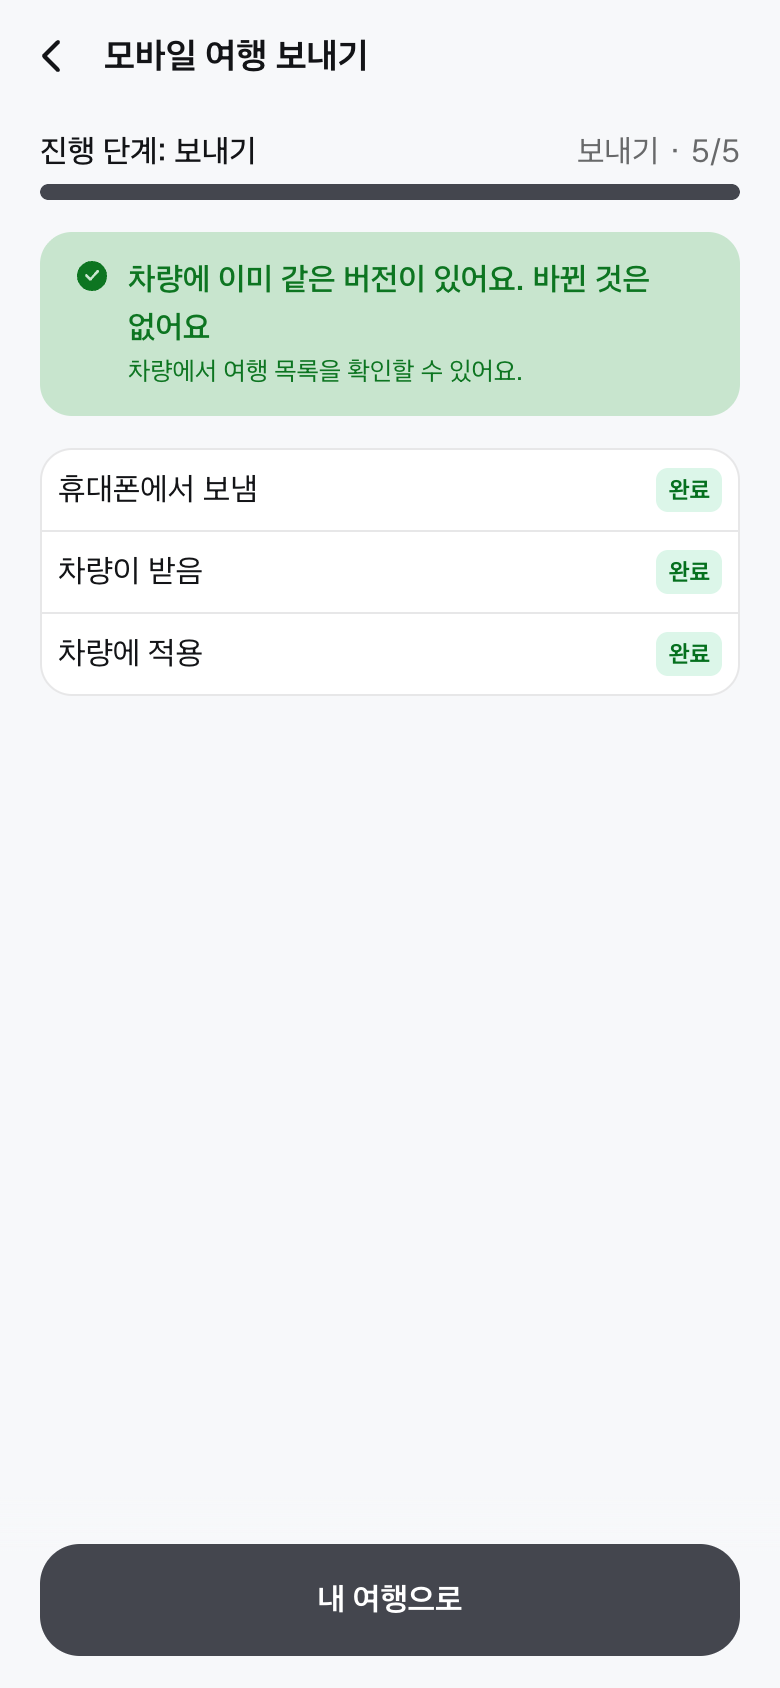 모바일 여행 보내기
진행 단계: 보내기
보내기 · 5/5
차량에 이미 같은 버전이 있어요. 바뀐 것은
없어요
차량에서 여행 목록을 확인할 수 있어요.
휴대폰에서 보냄
완료
차량이 받음
완료
차량에 적용
완료
내 여행으로